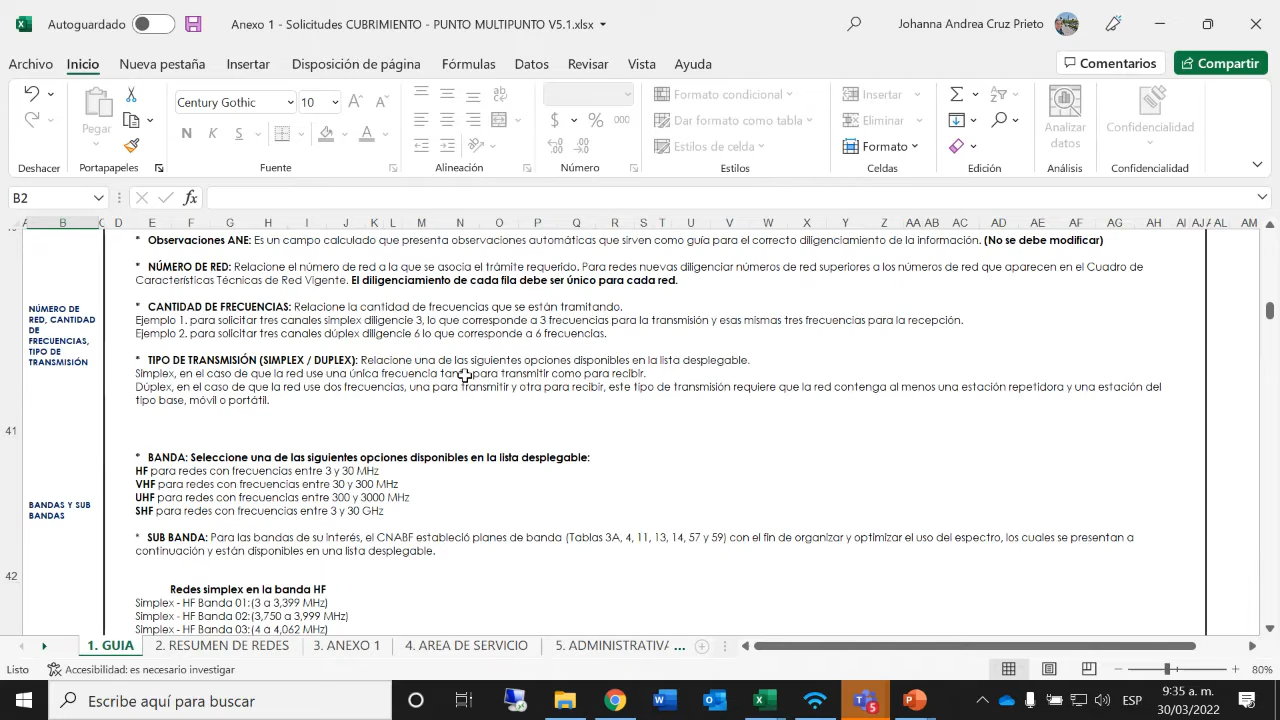 Autoguardado
Anexo 1 - Solicitudes CUBRIMIENTO - PUNTO MULTIPUNTO V5.1.xlsx
Johanna Andrea Cruz Prieto
Archivo Inicio Nueva pestaña Insertar Disposición de página Fórmulas Datos Revisar Vista Ayuda
Comentarios Compartir
Pegar
Century Gothic 10
N K S
$ % 000
Formato condicional
Dar formato como tabla
Estilos de celda
Insertar
Eliminar
Formato
Analizar datos
Confidencialidad
Deshacer Portapapeles Fuente Alineación Número Estilos Celdas Edición Análisis Confidencialidad
B2 fx
A B C D E F G H I J K L M N O P Q R S T U V W X Y Z AA AB AC AD AE AF AG AH AI AJ AK AL AM
* Observaciones ANE: Es un campo calculado que presenta observaciones automáticas que sirven como guía para el correcto diligenciamiento de la información. (No se debe modificar)
* NÚMERO DE RED: Relacione el número de red a la que se asocia el trámite requerido. Para redes nuevas diligenciar números de red superiores a los números de red que aparecen en el Cuadro de
Características Técnicas de Red Vigente. El diligenciamiento de cada fila debe ser único para cada red.
NÚMERO DE
RED, CANTIDAD
DE
FRECUENCIAS,
TIPO DE
TRANSMISIÓN
* CANTIDAD DE FRECUENCIAS: Relacione la cantidad de frecuencias que se están tramitando.
Ejemplo 1. para solicitar tres canales simplex diligencie 3, lo que corresponde a 3 frecuencias para la transmisión y esas mismas tres frecuencias para la recepción.
Ejemplo 2. para solicitar tres canales dúplex diligencie 6 lo que corresponde a 6 frecuencias.
* TIPO DE TRANSMISIÓN (SIMPLEX / DUPLEX): Relacione una de las siguientes opciones disponibles en la lista desplegable.
Simplex, en el caso de que la red use una única frecuencia tanto para transmitir como para recibir.
Dúplex, en el caso de que la red use dos frecuencias, una para transmitir y otra para recibir, este tipo de transmisión requiere que la red contenga al menos una estación repetidora y una estación del
tipo base, móvil o portátil.
41
* BANDA: Seleccione una de las siguientes opciones disponibles en la lista desplegable:
HF para redes con frecuencias entre 3 y 30 MHz
VHF para redes con frecuencias entre 30 y 300 MHz
UHF para redes con frecuencias entre 300 y 3000 MHz
SHF para redes con frecuencias entre 3 y 30 GHz
BANDAS Y SUB
BANDAS
* SUB BANDA: Para las bandas de su interés, el CNABF estableció planes de banda (Tablas 3A, 4, 11, 13, 14, 57 y 59) con el fin de organizar y optimizar el uso del espectro, los cuales se presentan a
continuación y están disponibles en una lista desplegable.
42
Redes simplex en la banda HF
Simplex - HF Banda 01:(3 a 3,399 MHz)
Simplex - HF Banda 02:(3,750 a 3,999 MHz)
Simplex - HF Banda 03:(4 a 4,062 MHz)
1. GUIA 2. RESUMEN DE REDES 3. ANEXO 1 4. AREA DE SERVICIO 5. ADMINISTRATIVA ...
Listo Accesibilidad: es necesario investigar 80%
Escribe aquí para buscar
5
ESP
9:35 a. m.
30/03/2022